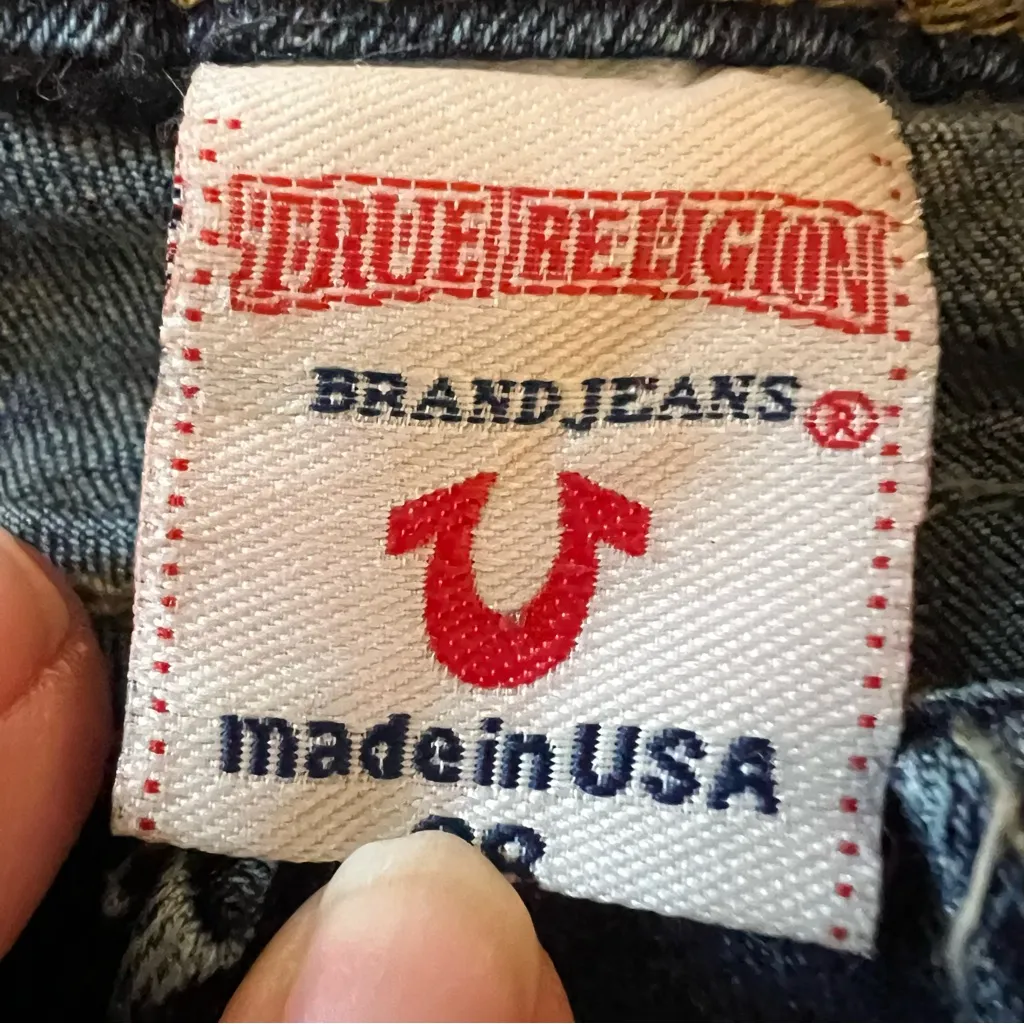 TRUE RELIGION
BRAND JEANS ®
made in USA